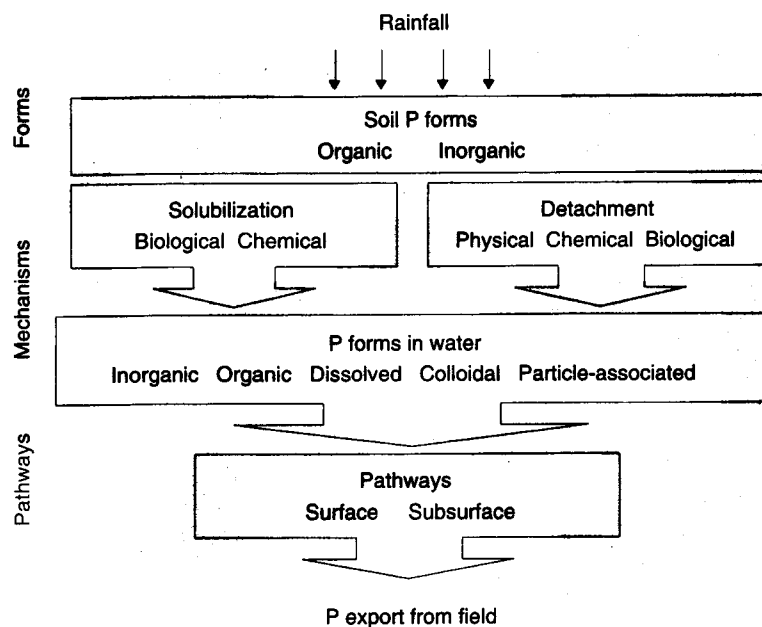 Rainfall
Forms
Soil P forms
Organic Inorganic
Solubilization
Biological Chemical
Detachment
Physical Chemical Biological
Mechanisms
P forms in water
Inorganic Organic Dissolved Colloidal Particle-associated
Pathways
Pathways
Surface Subsurface
P export from field